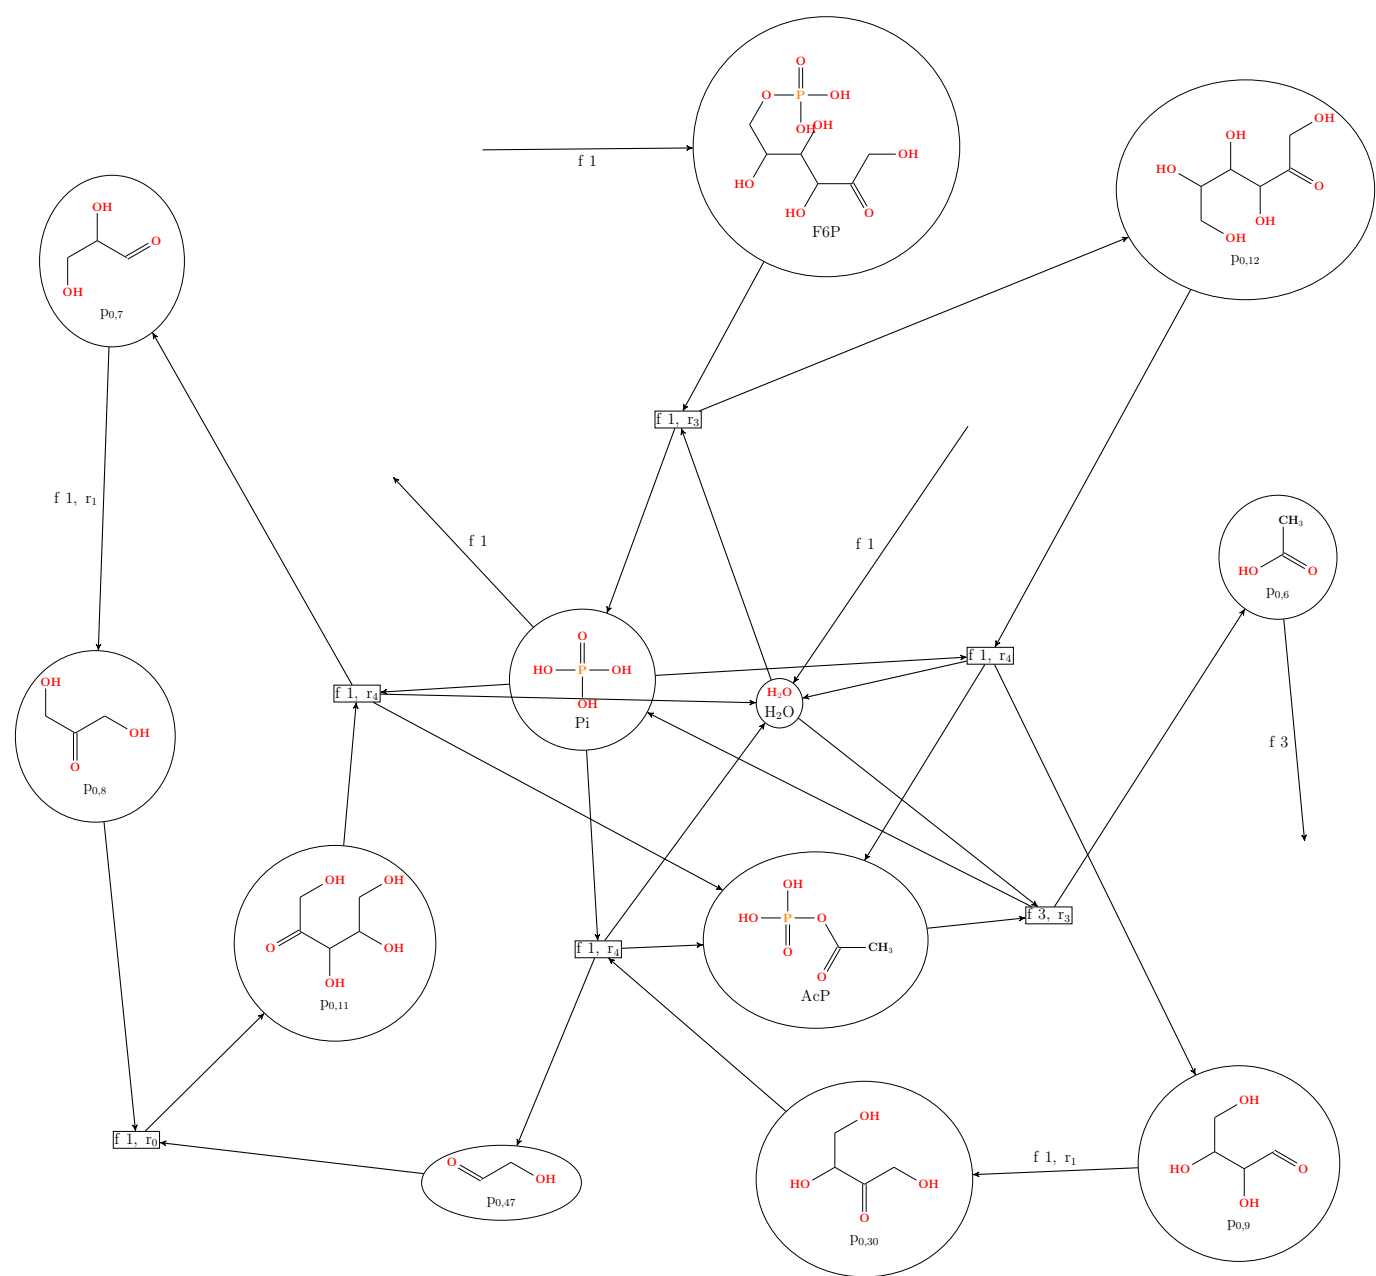 O
O P OH
OH
OH
OH
HO
HO
O
F6P
f 1
OH
OH
HO
O
OH
OH
p0,12
OH
O
OH
p0,7
f 1, r3
f 1, r1
f 1
f 1
CH3
HO O
p0,6
O
HO P OH
OH
Pi
f 1, r4
H2O
H2O
f 1, r4
OH
OH
O
p0,8
f 3
OH OH
O OH
OH
p0,11
OH
HO P O
O
CH3
O
AcP
f 3, r3
f 1, r4
f 1, r0
O
OH
p0,47
OH
HO OH
O
p0,30
f 1, r1
OH
HO O
OH
p0,9